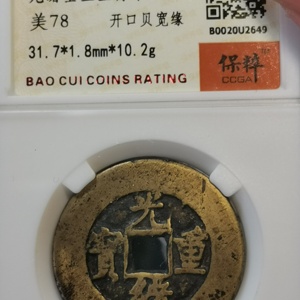 美78 开口贝宽缘
31.7*1.8mm*10.2g
BAO CUI COINS RATING
B0020U2649
保粹
CCGA
光
寶 重
緒